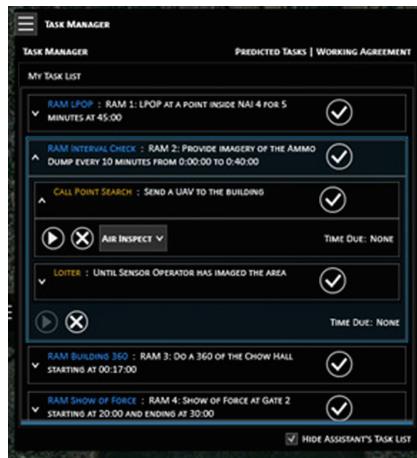 Task Manager
Task Manager Predicted Tasks | Working Agreement
My Task List
RAM LPOP : RAM 1: LPOP at a point inside NAI 4 for 5
minutes at 45:00
RAM Interval Check : RAM 2: Provide imagery of the Ammo
Dump every 10 minutes from 0:00:00 to 0:40:00
Call Point Search : Send a UAV to the building
Air Inspect Time Due: None
Loiter : Until Sensor Operator has imaged the area
Time Due: None
RAM Building 360 : RAM 3: Do a 360 of the Chow Hall
starting at 00:17:00
RAM Show of Force : RAM 4: Show of Force at Gate 2
starting at 20:00 and ending at 30:00
Hide Assistant's Task List